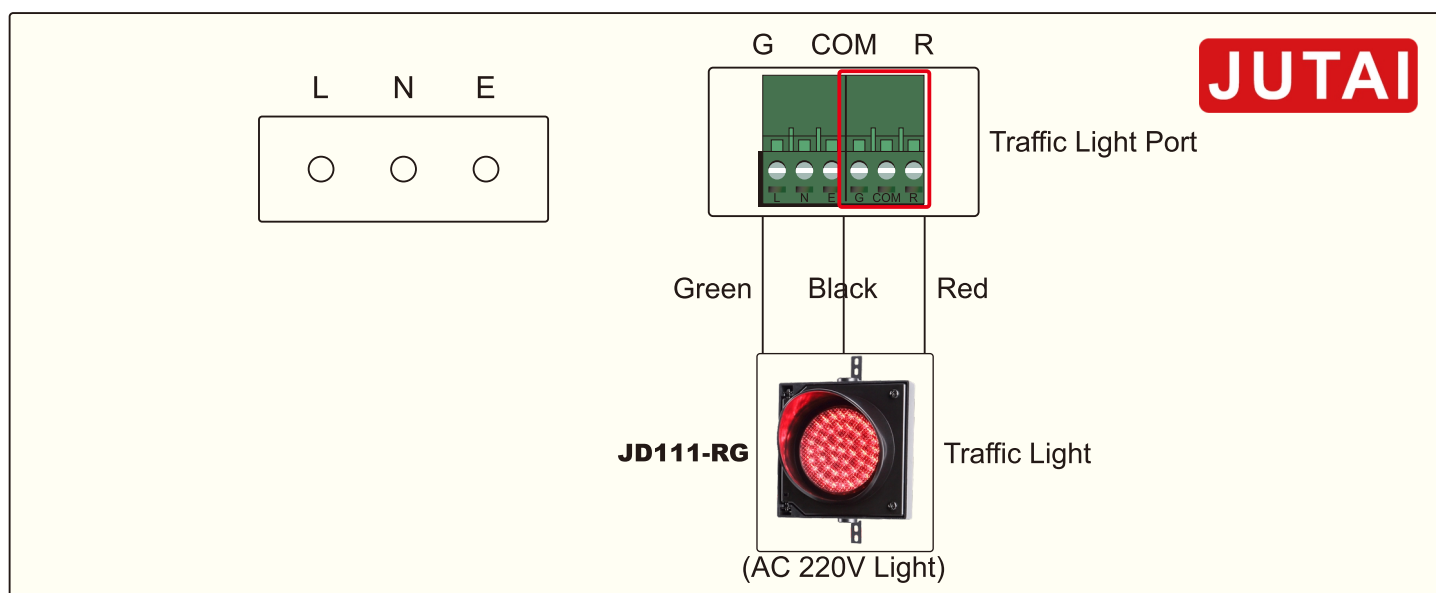 G COM R
JUTAI
L N E
Traffic Light Port
L N E G COM R
Green Black Red
JD111-RG
Traffic Light
(AC 220V Light)